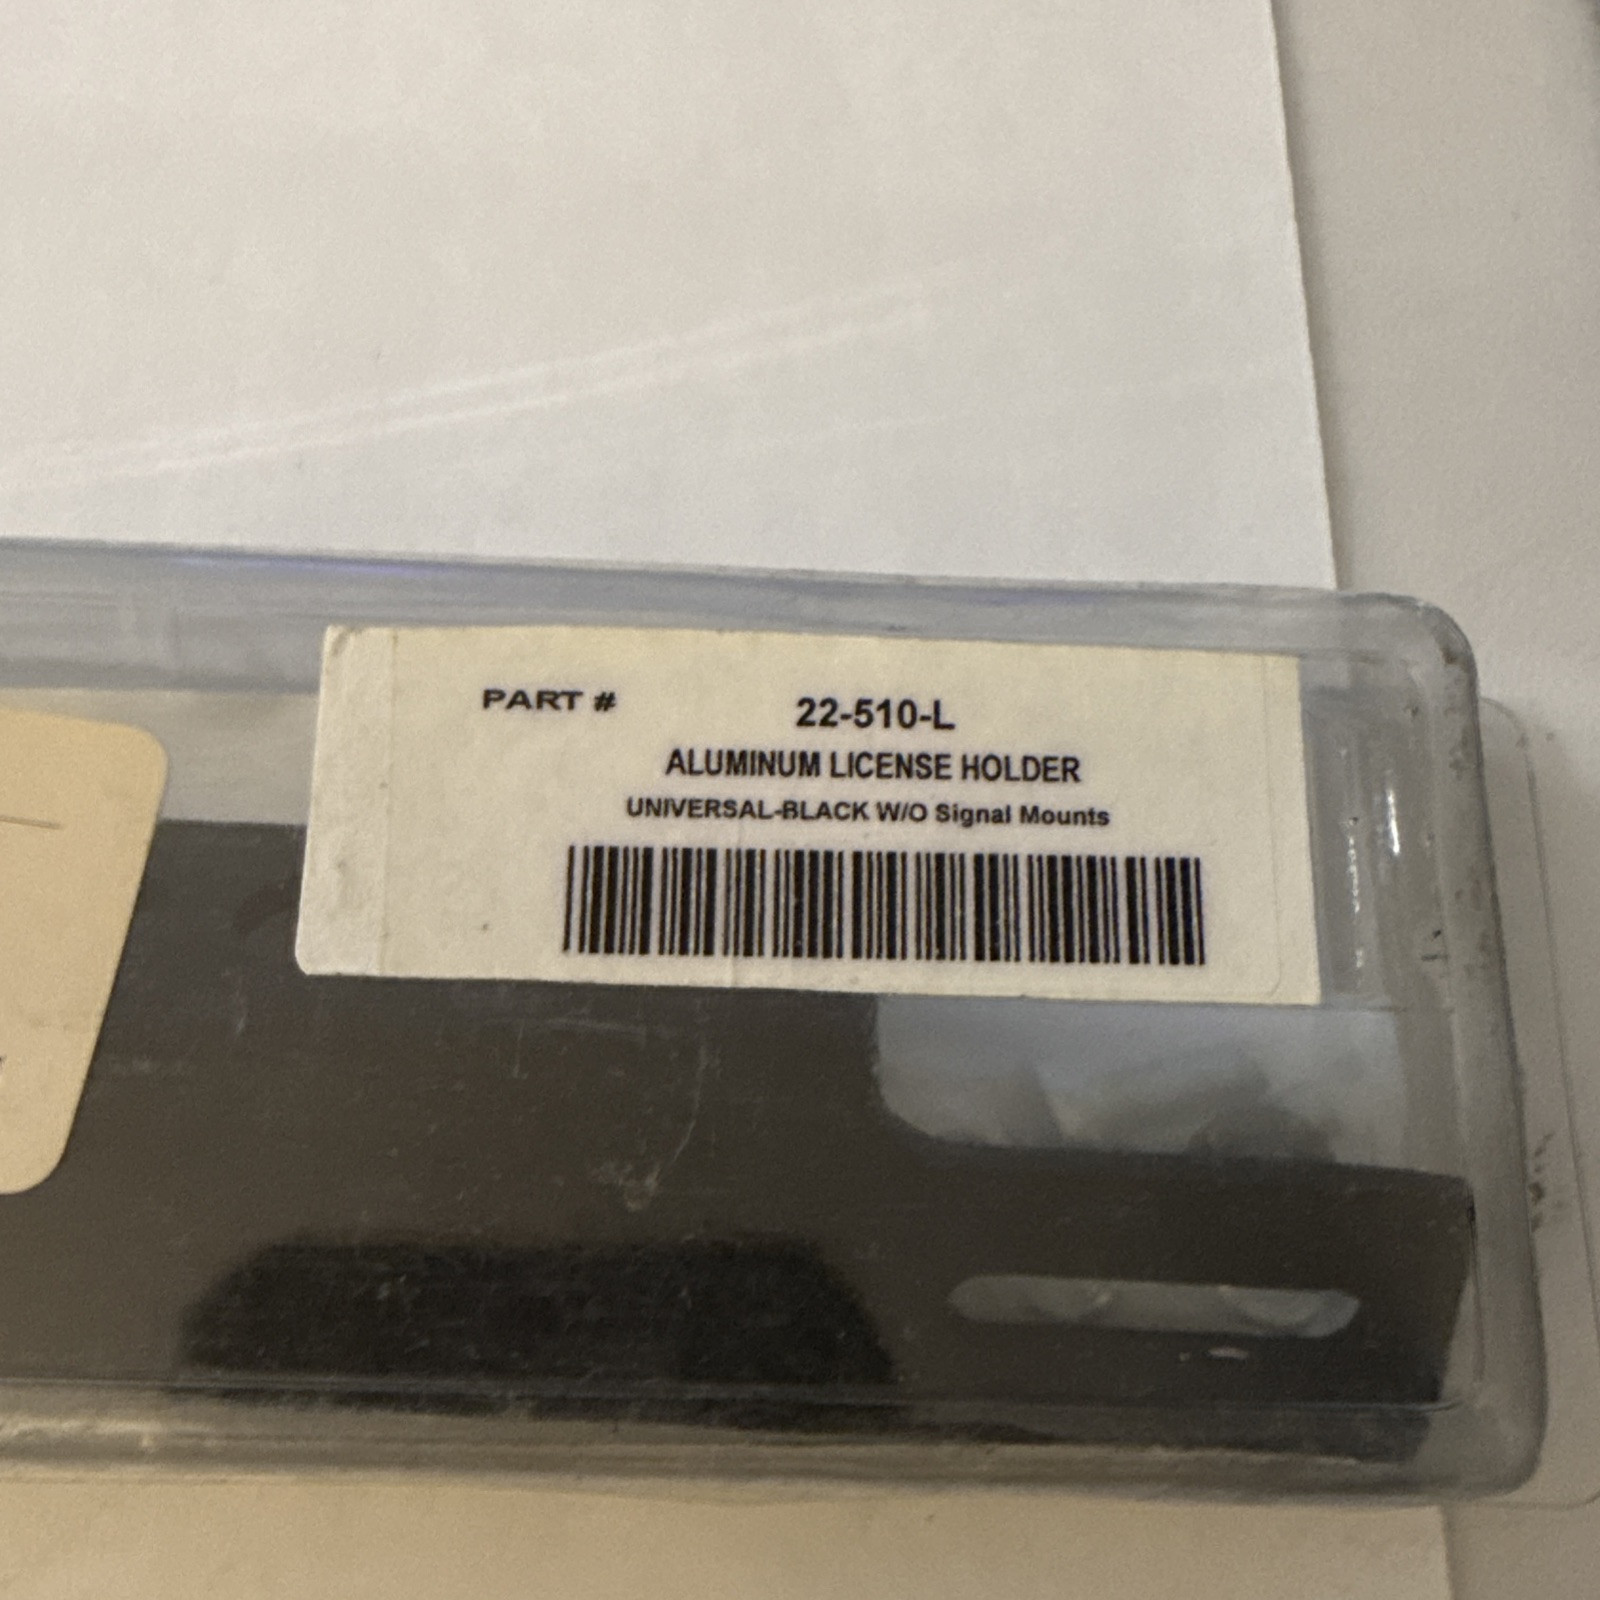 PART # 22-510-L
ALUMINUM LICENSE HOLDER
UNIVERSAL-BLACK W/O Signal Mounts